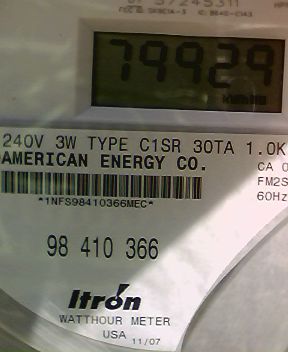 79929
240V 3W TYPE C1SR 30TA 1.0K
AMERICAN ENERGY CO.
CA 0
*1NFS98410366MEC*
FM2S
60Hz
98 410 366
Itron
WATTHOUR METER
USA 11/07